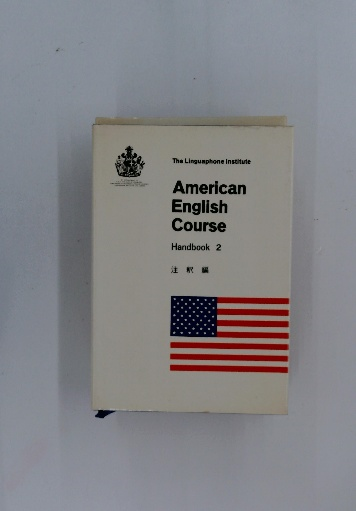 The Linguaphone Institute
American
English
Course
Handbook 2
注 釈 編